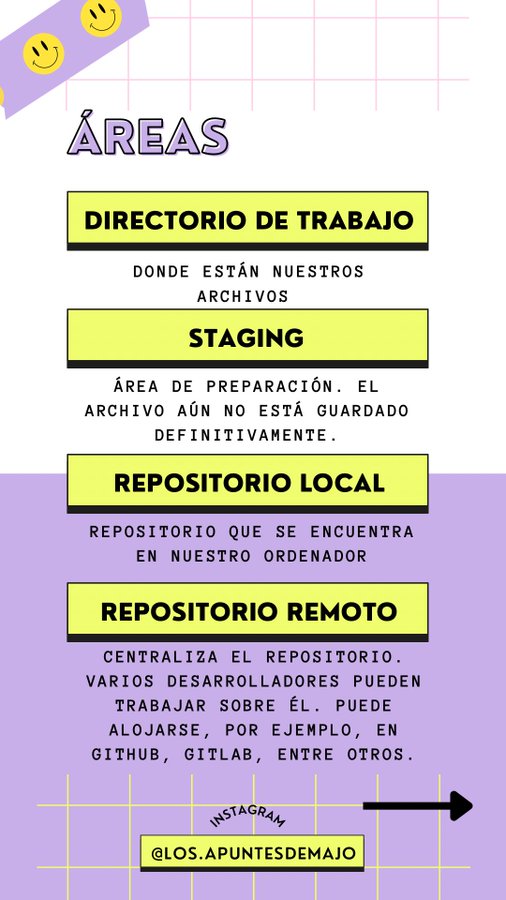 ÁREAS
DIRECTORIO DE TRABAJO
DONDE ESTÁN NUESTROS
ARCHIVOS
STAGING
ÁREA DE PREPARACIÓN. EL
ARCHIVO AÚN NO ESTÁ GUARDADO
DEFINITIVAMENTE.
REPOSITORIO LOCAL
REPOSITORIO QUE SE ENCUENTRA
EN NUESTRO ORDENADOR
REPOSITORIO REMOTO
CENTRALIZA EL REPOSITORIO.
VARIOS DESARROLLADORES PUEDEN
TRABAJAR SOBRE ÉL. PUEDE
ALOJARSE, POR EJEMPLO, EN
GITHUB, GITLAB, ENTRE OTROS.
INSTAGRAM
@LOS.APUNTESDEMAJO